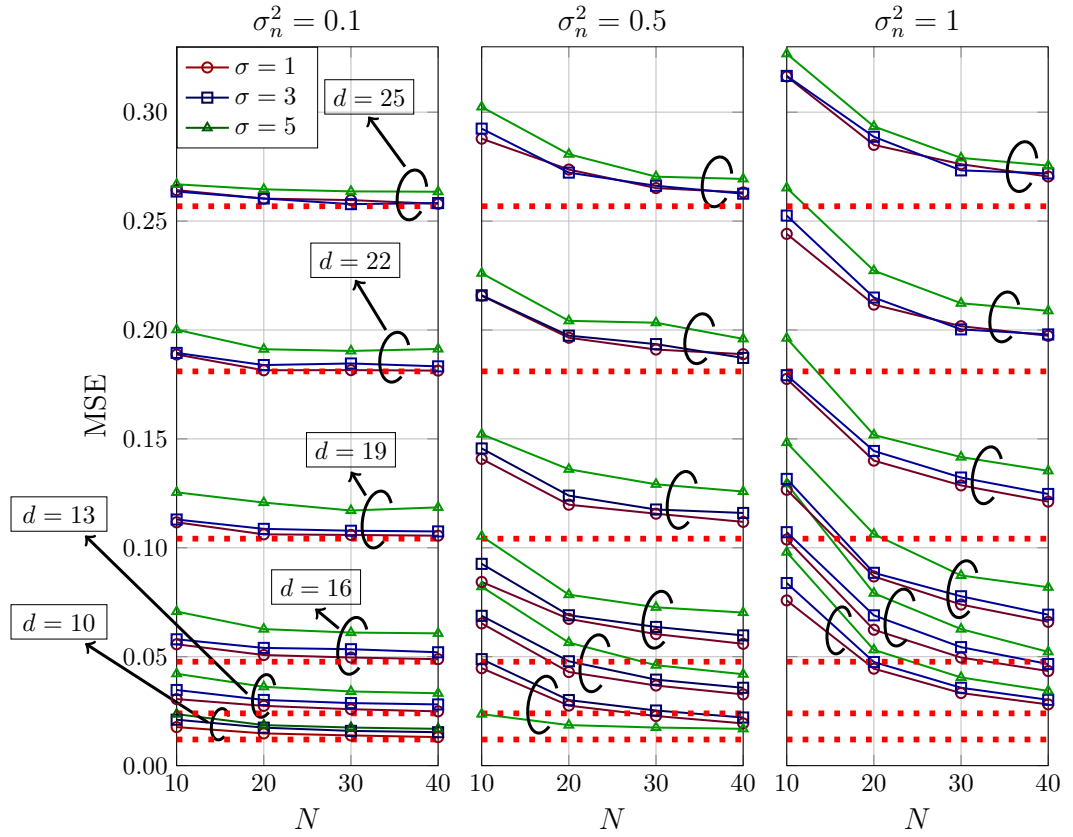 σ_n^2 = 0.1
σ_n^2 = 0.5
σ_n^2 = 1
σ = 1
σ = 3
σ = 5
d = 25
d = 22
d = 19
d = 13
d = 16
d = 10
MSE
0.30
0.25
0.20
0.15
0.10
0.05
0.00
10 20 30 40
10 20 30 40
10 20 30 40
N
N
N